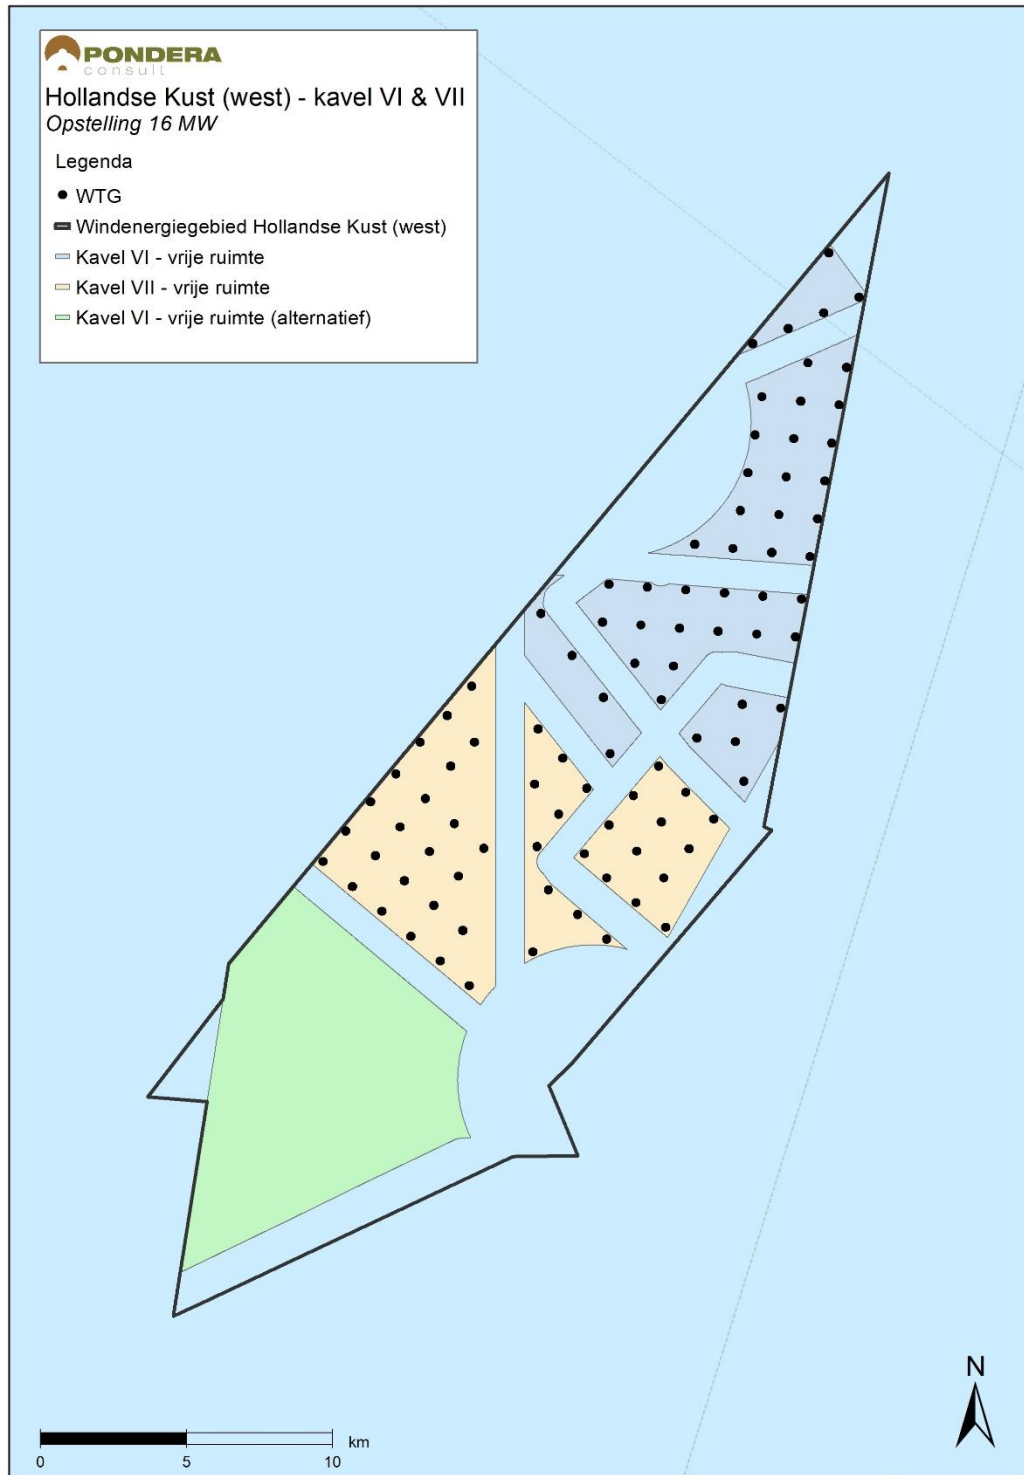 PONDERA
consult
Hollandse Kust (west) - kavel VI & VII
Opstelling 16 MW
Legenda
WTG
Windenergiegebied Hollandse Kust (west)
Kavel VI - vrije ruimte
Kavel VII - vrije ruimte
Kavel VI - vrije ruimte (alternatief)
N
km
0 5 10